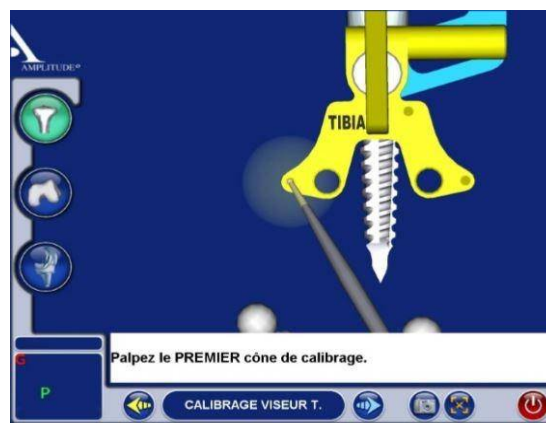 AMPLITUDE®
TIBIA
Palpez le PREMIER cône de calibrage.
G
P
CALIBRAGE VISEUR T.